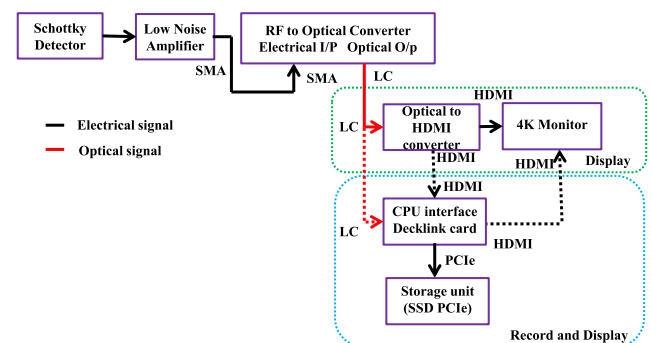 Schottky
Detector
Low Noise
Amplifier
RF to Optical Converter
Electrical I/P   Optical O/p
SMA
SMA
LC
HDMI
Electrical signal
Optical signal
LC
Optical to
HDMI
converter
4K Monitor
HDMI
HDMI
Display
HDMI
LC
CPU interface
Decklink card
HDMI
PCIe
Storage unit
(SSD PCIe)
Record and Display